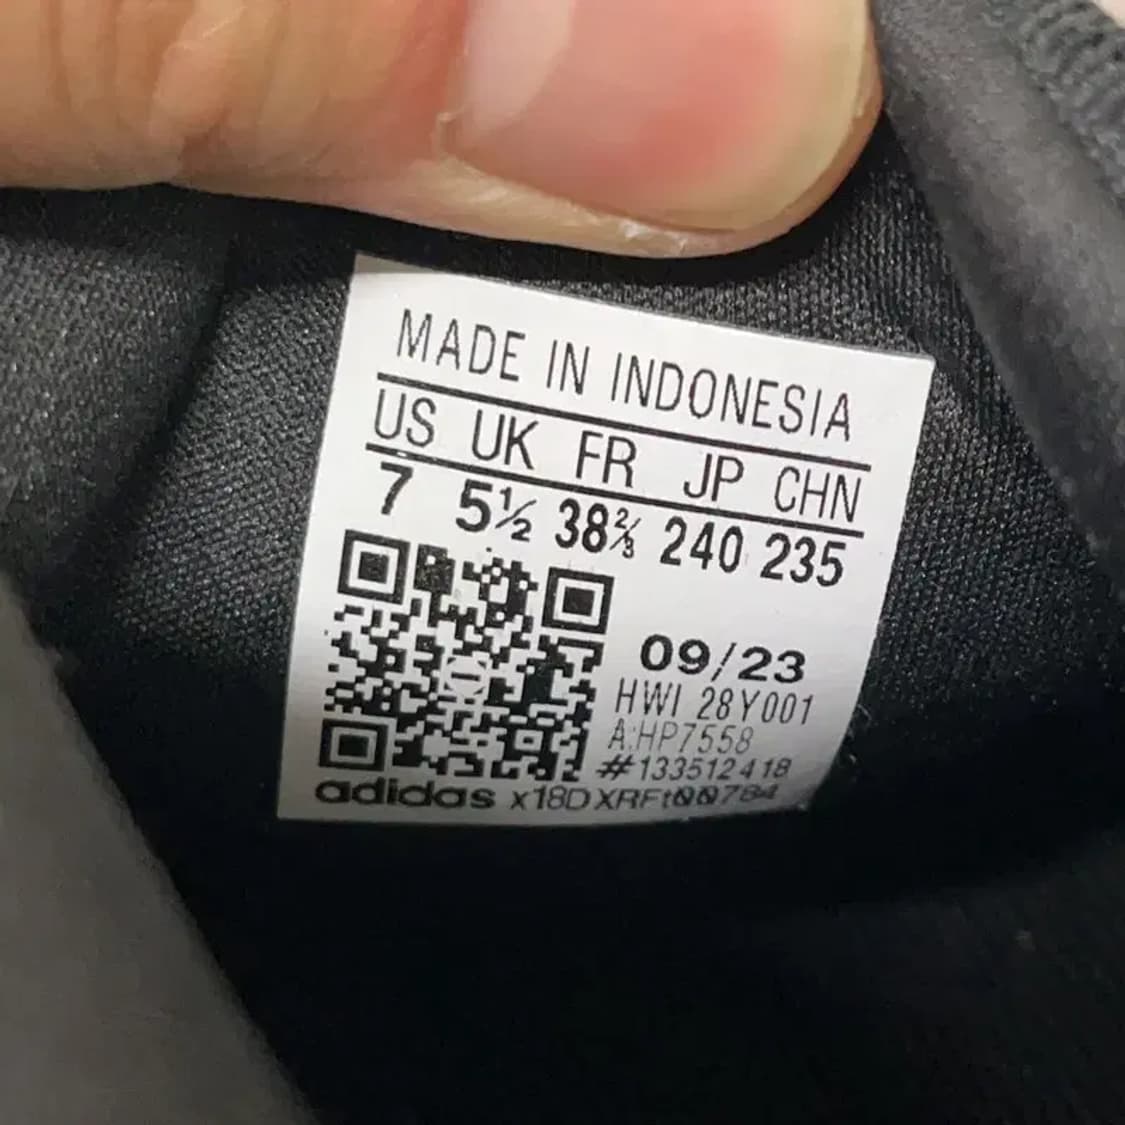 MADE IN INDONESIA
US UK FR JP CHN
7 5½ 38⅔ 240 235
09/23
HWI 28Y001
A:HP7558
#133512418
adidas x18DXRFt00784